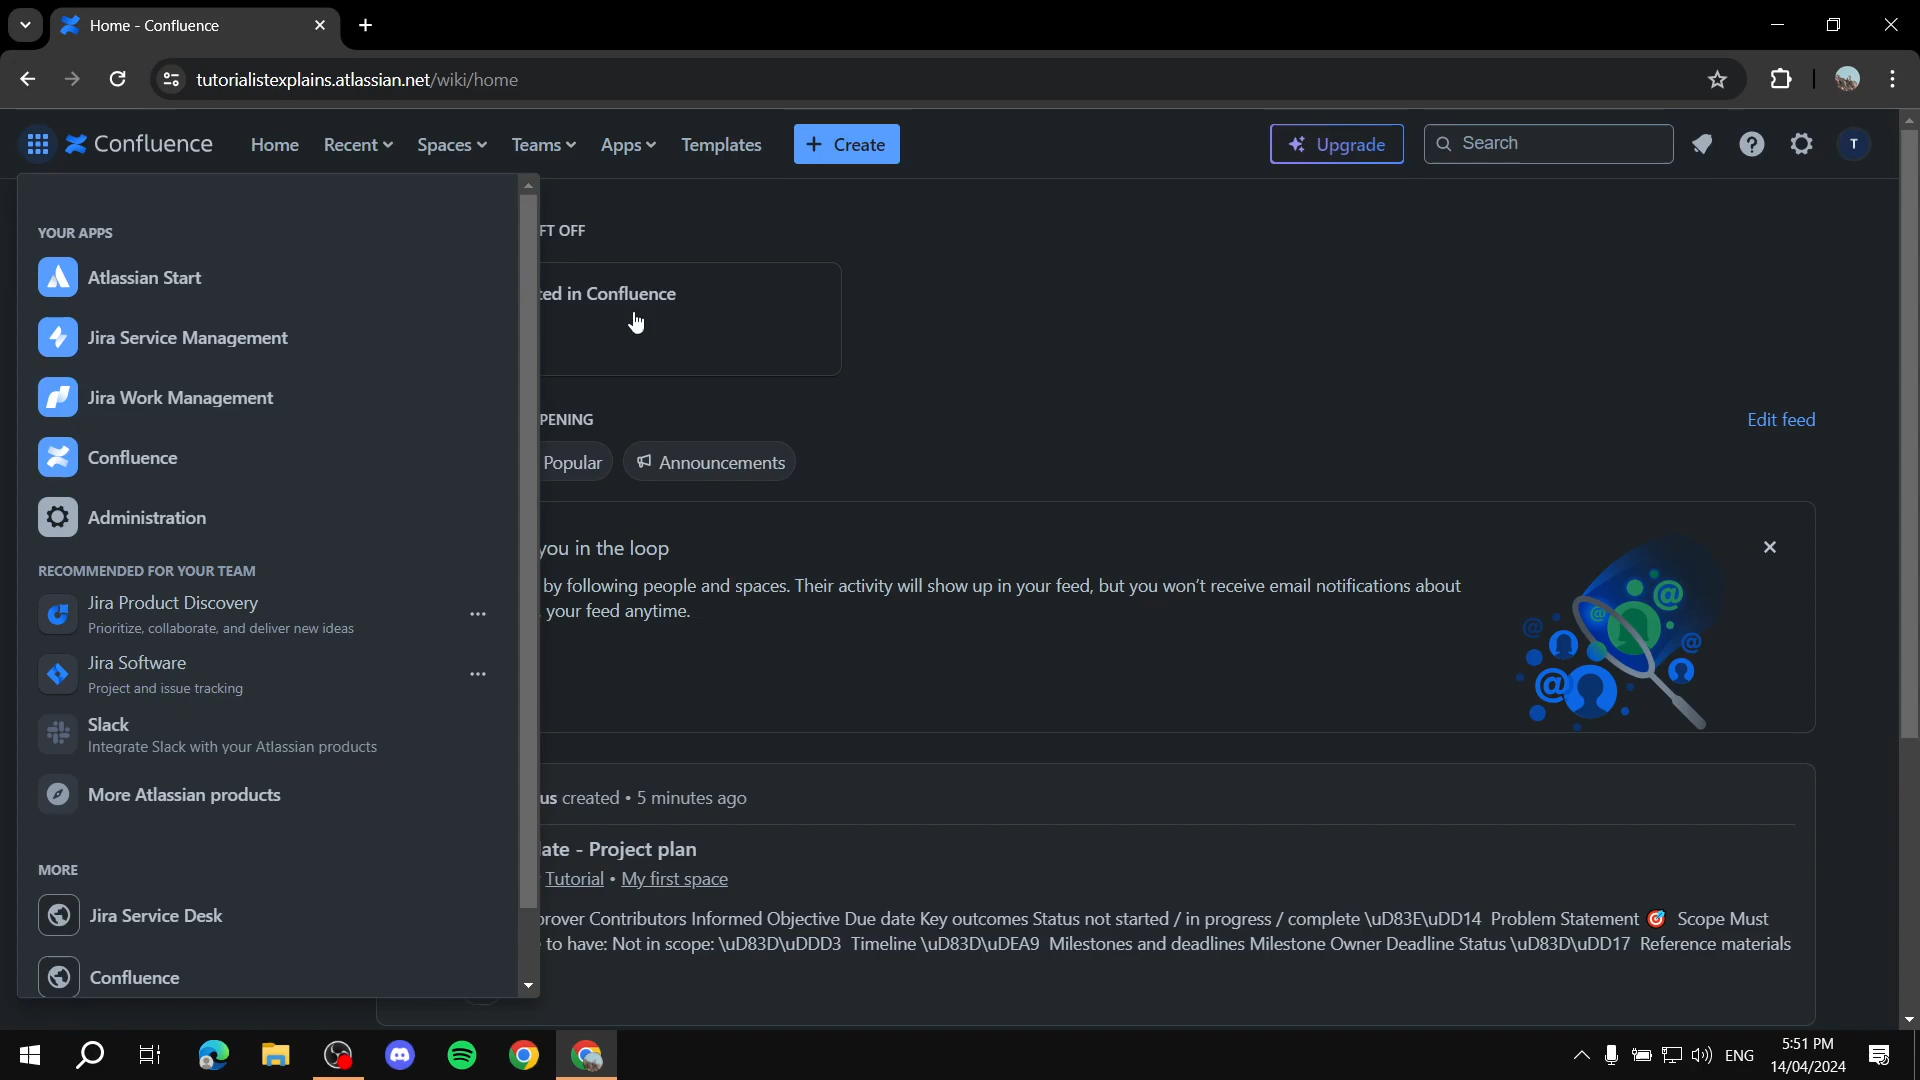 Home - Confluence
tutorialistexplains.atlassian.net/wiki/home
Confluence Home Recent Spaces Teams Apps Templates + Create Upgrade Search T
YOUR APPS
Atlassian Start
Jira Service Management
Jira Work Management
Confluence
Administration
RECOMMENDED FOR YOUR TEAM
Jira Product Discovery
Prioritize, collaborate, and deliver new ideas
Jira Software
Project and issue tracking
Slack
Integrate Slack with your Atlassian products
More Atlassian products
MORE
Jira Service Desk
Confluence
FT OFF
ted in Confluence
PENING
Edit feed
Popular
Announcements
you in the loop
by following people and spaces. Their activity will show up in your feed, but you won't receive email notifications about
your feed anytime.
us created • 5 minutes ago
late - Project plan
Tutorial • My first space
prover Contributors Informed Objective Due date Key outcomes Status not started / in progress / complete \uD83E\uDD14 Problem Statement 🎯 Scope Must
to have: Not in scope: \uD83D\uDDD3 Timeline \uD83D\uDEA9 Milestones and deadlines Milestone Owner Deadline Status \uD83D\uDD17 Reference materials
ENG
5:51 PM
14/04/2024